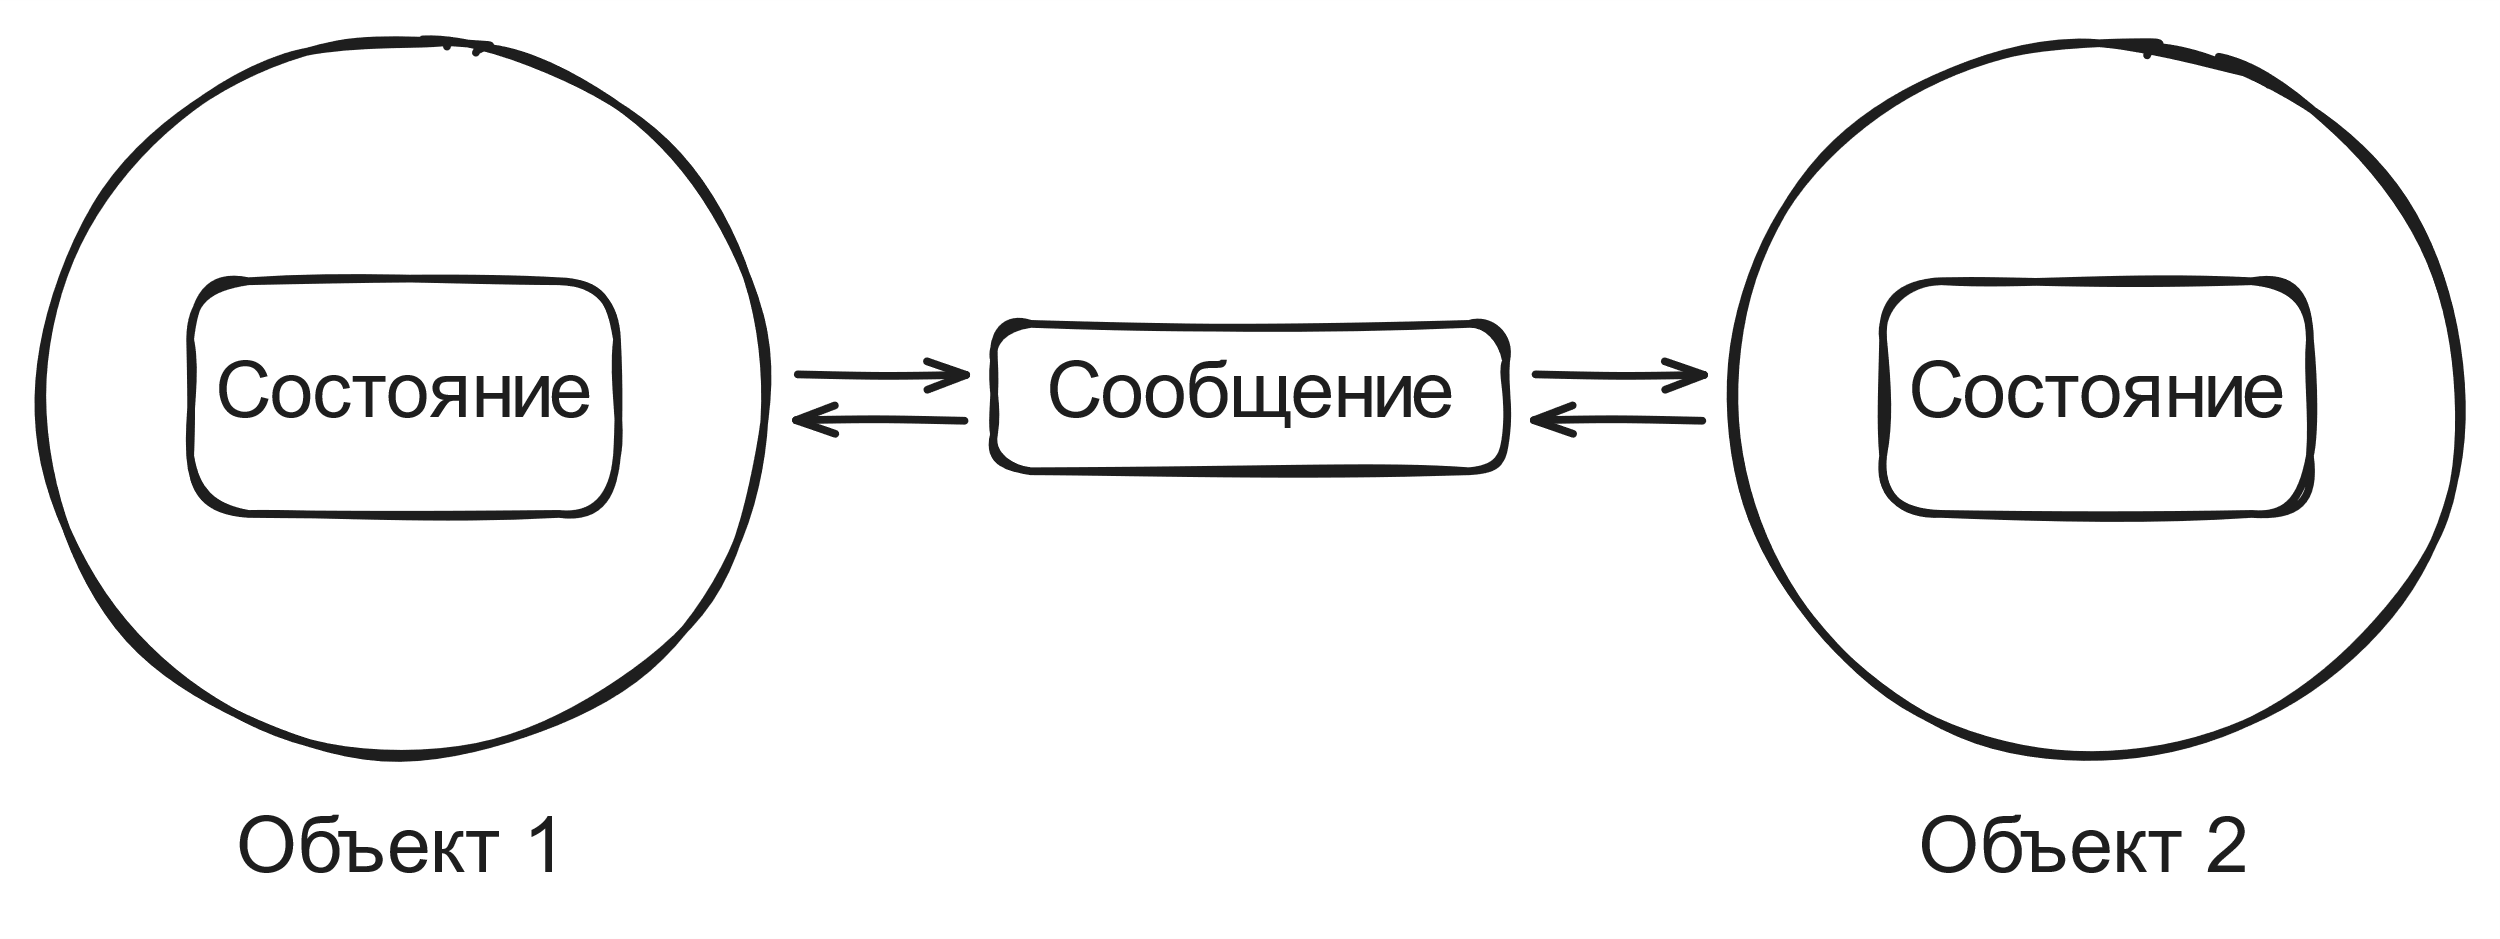 Состояние
Сообщение
Состояние
Объект 1
Объект 2